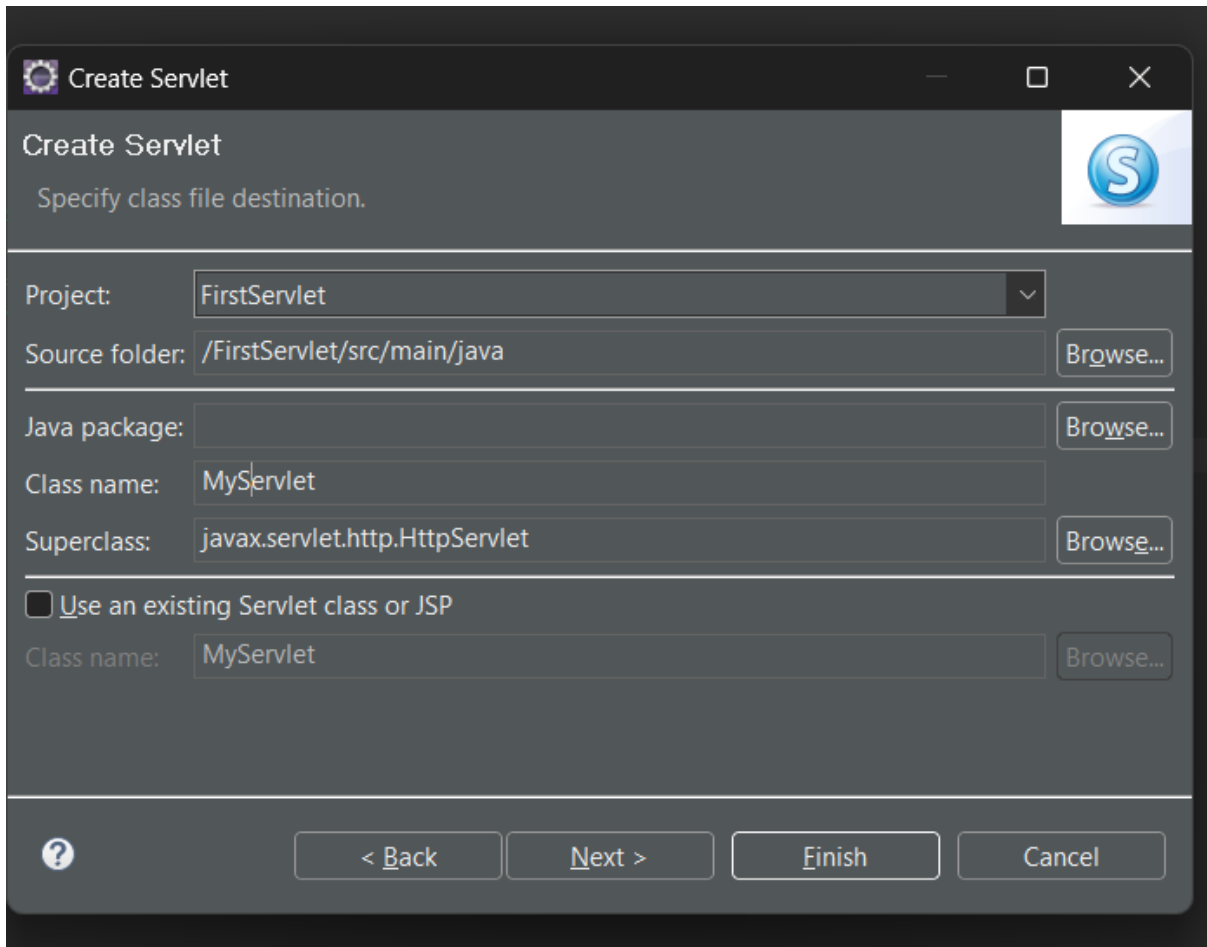 Create Servlet
Create Servlet
Specify class file destination.
Project: FirstServlet
Source folder: /FirstServlet/src/main/java Browse...
Java package: Browse...
Class name: MyServlet
Superclass: javax.servlet.http.HttpServlet Browse...
Use an existing Servlet class or JSP
Class name: MyServlet Browse...
? < Back Next > Finish Cancel